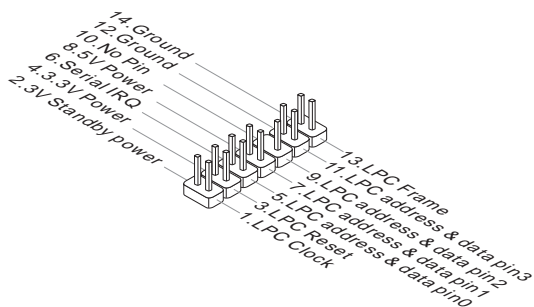 14.Ground
12.Ground
10.No Pin
8.5V Power
6.Serial IRQ
4.3.3V Power
2.3V Standby power
13.LPC Frame
11.LPC address & data pin3
9.LPC address & data pin2
7.LPC address & data pin1
5.LPC address & data pin0
3.LPC Reset
1.LPC Clock